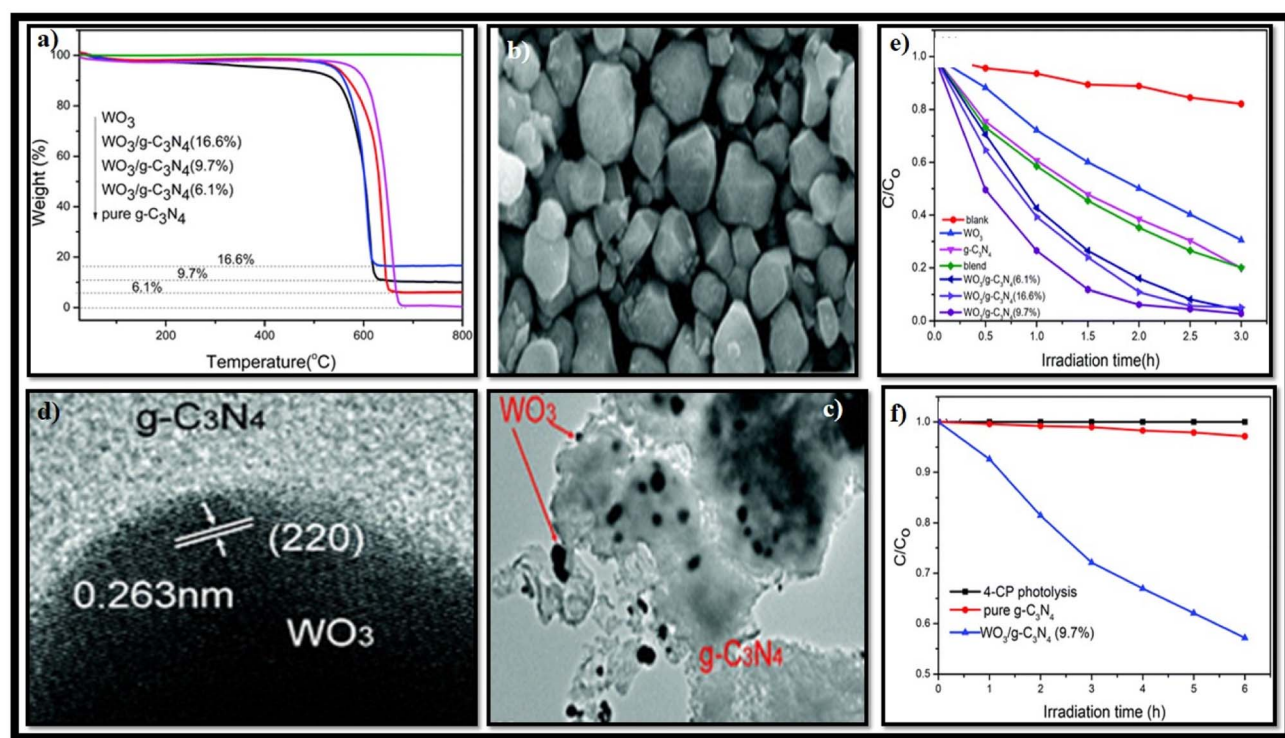 a)
100
80
60
40
20
0
Weight (%)
WO3
WO3/g-C3N4(16.6%)
WO3/g-C3N4(9.7%)
WO3/g-C3N4(6.1%)
pure g-C3N4
16.6%
9.7%
6.1%
200 400 600 800
Temperature(°C)
b)
e)
1.0
0.8
0.6
0.4
0.2
0.0
C/Co
blank
WO3
g-C3N4
blend
WO3/g-C3N4(6.1%)
WO3/g-C3N4(16.6%)
WO3/g-C3N4(9.7%)
0.0 0.5 1.0 1.5 2.0 2.5 3.0
Irradiation time(h)
d)
g-C3N4
(220)
0.263nm
WO3
c)
WO3
g-C3N4
f)
1.0
0.9
0.8
0.7
0.6
0.5
C/Co
4-CP photolysis
pure g-C3N4
WO3/g-C3N4 (9.7%)
0 1 2 3 4 5 6
Irradiation time (h)